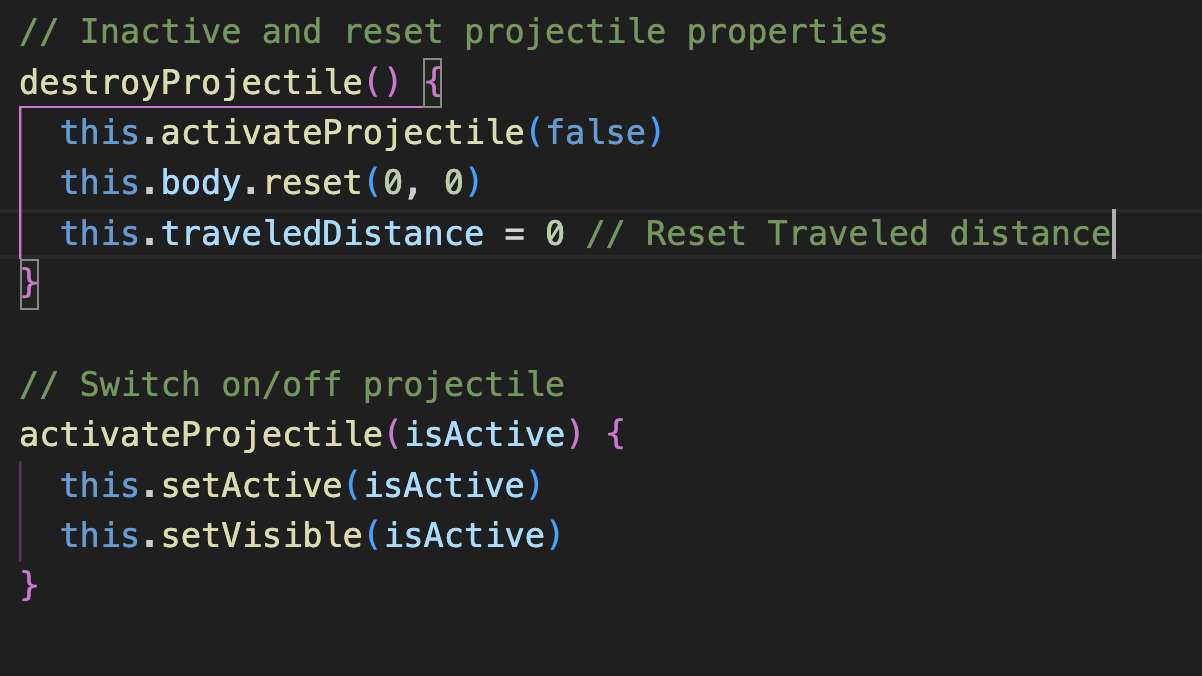 // Inactive and reset projectile properties
destroyProjectile() {
  this.activateProjectile(false)
  this.body.reset(0, 0)
  this.traveledDistance = 0 // Reset Traveled distance
}

// Switch on/off projectile
activateProjectile(isActive) {
  this.setActive(isActive)
  this.setVisible(isActive)
}